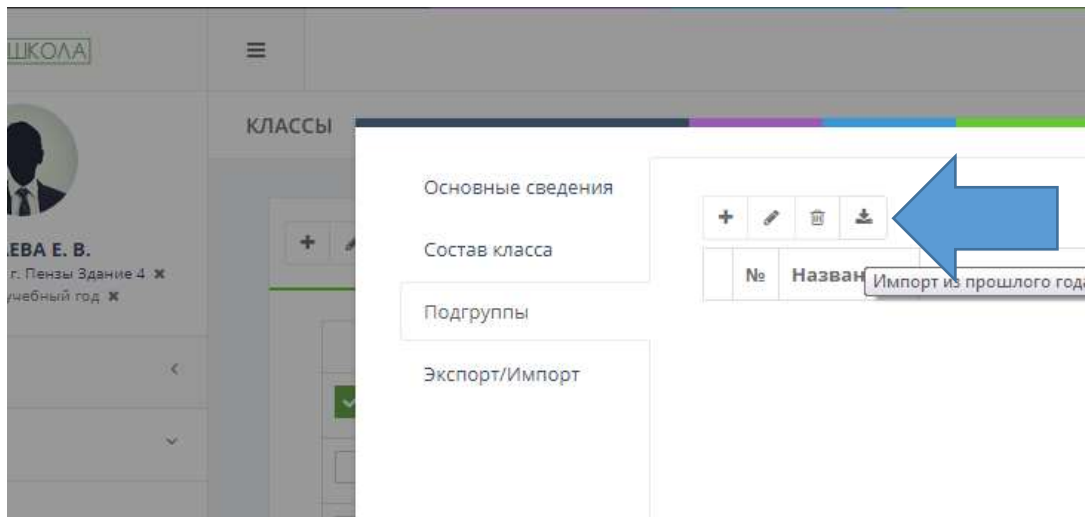 ШКОЛА
КЛАССЫ
Основные сведения
Состав класса
Подгруппы
Экспорт/Импорт
№ Назван
Импорт из прошлого года
ЕВА Е. В.
г. Пензы Здание 4
учебный год